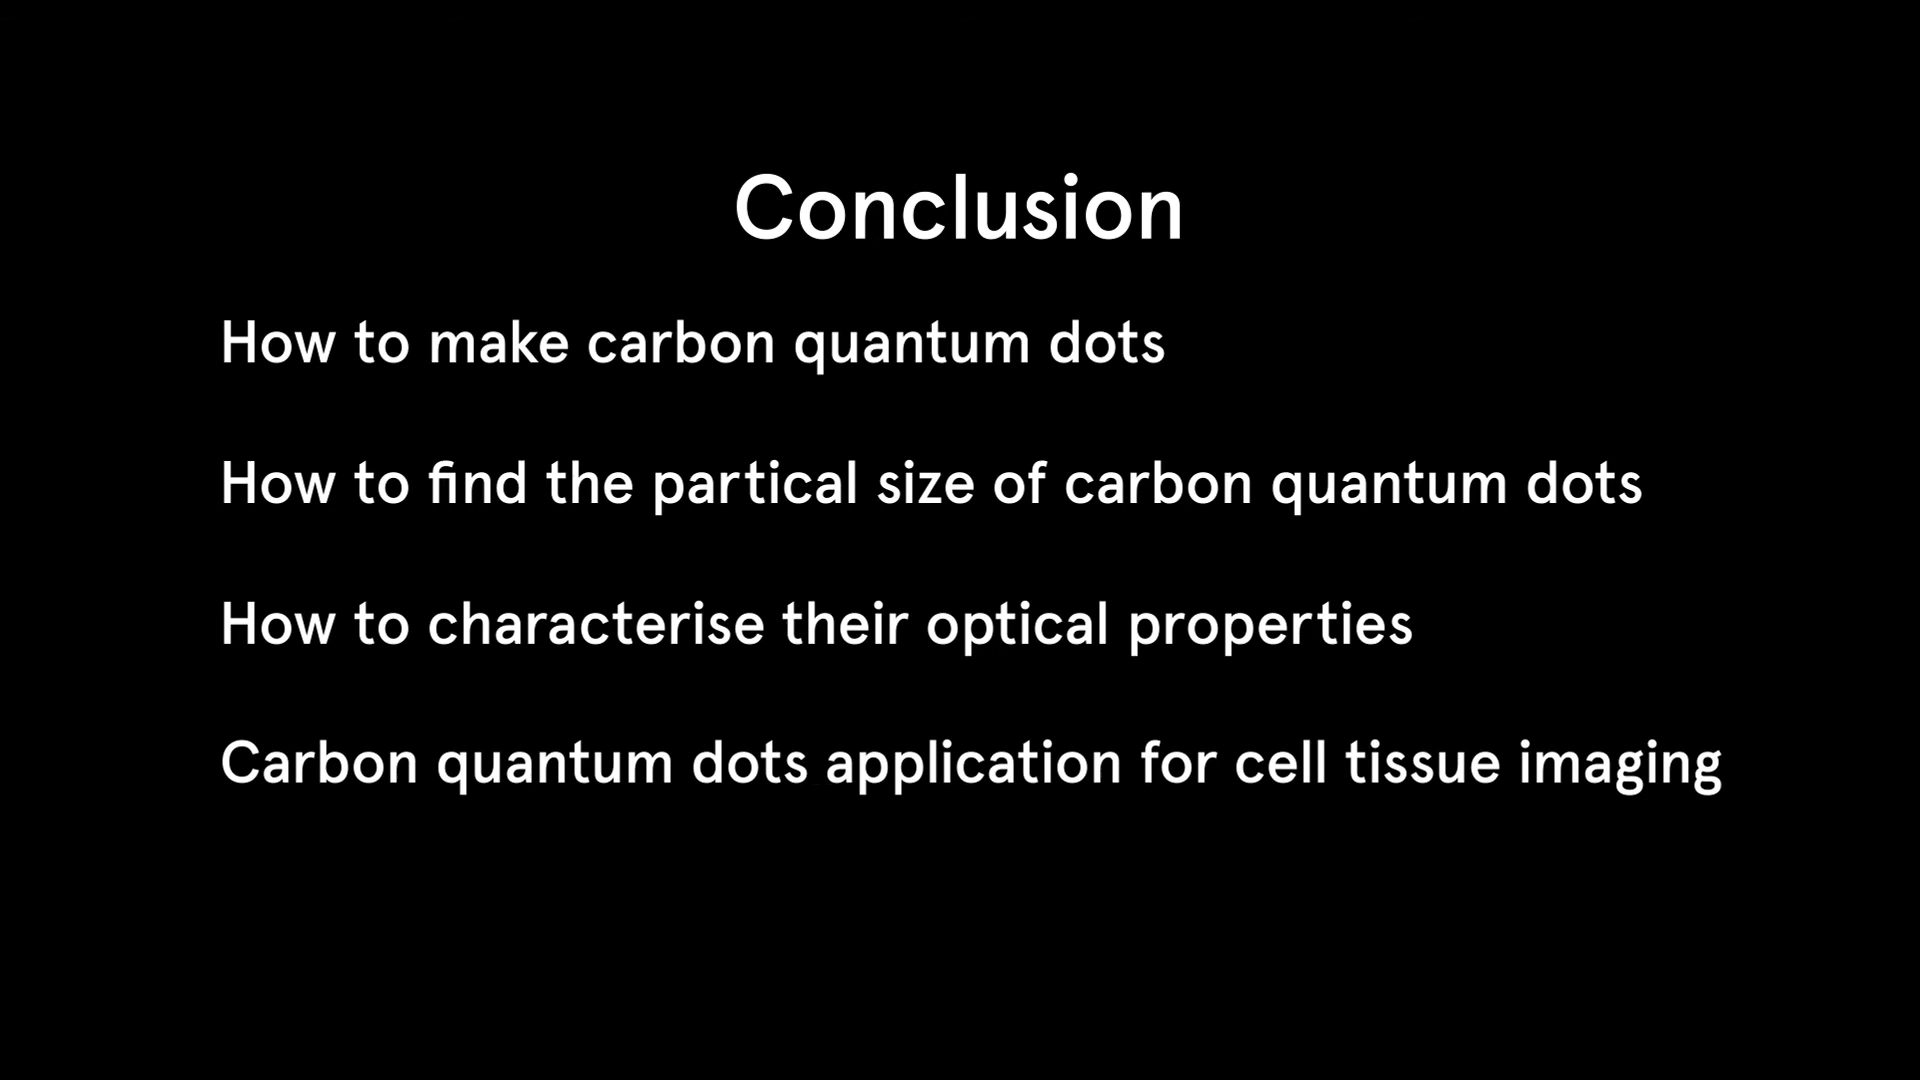 Conclusion
How to make carbon quantum dots
How to find the partical size of carbon quantum dots
How to characterise their optical properties
Carbon quantum dots application for cell tissue imaging